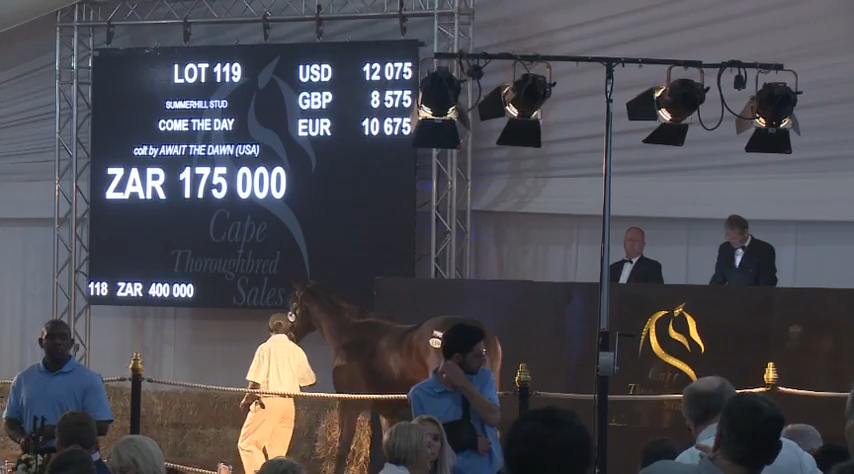 LOT 119
SUMMERHILL STUD
COME THE DAY
colt by AWAIT THE DAWN (USA)
USD 12 075
GBP 8 575
EUR 10 675
ZAR 175 000
Cape
Thoroughbred
Sales
118 ZAR 400 000
Cape